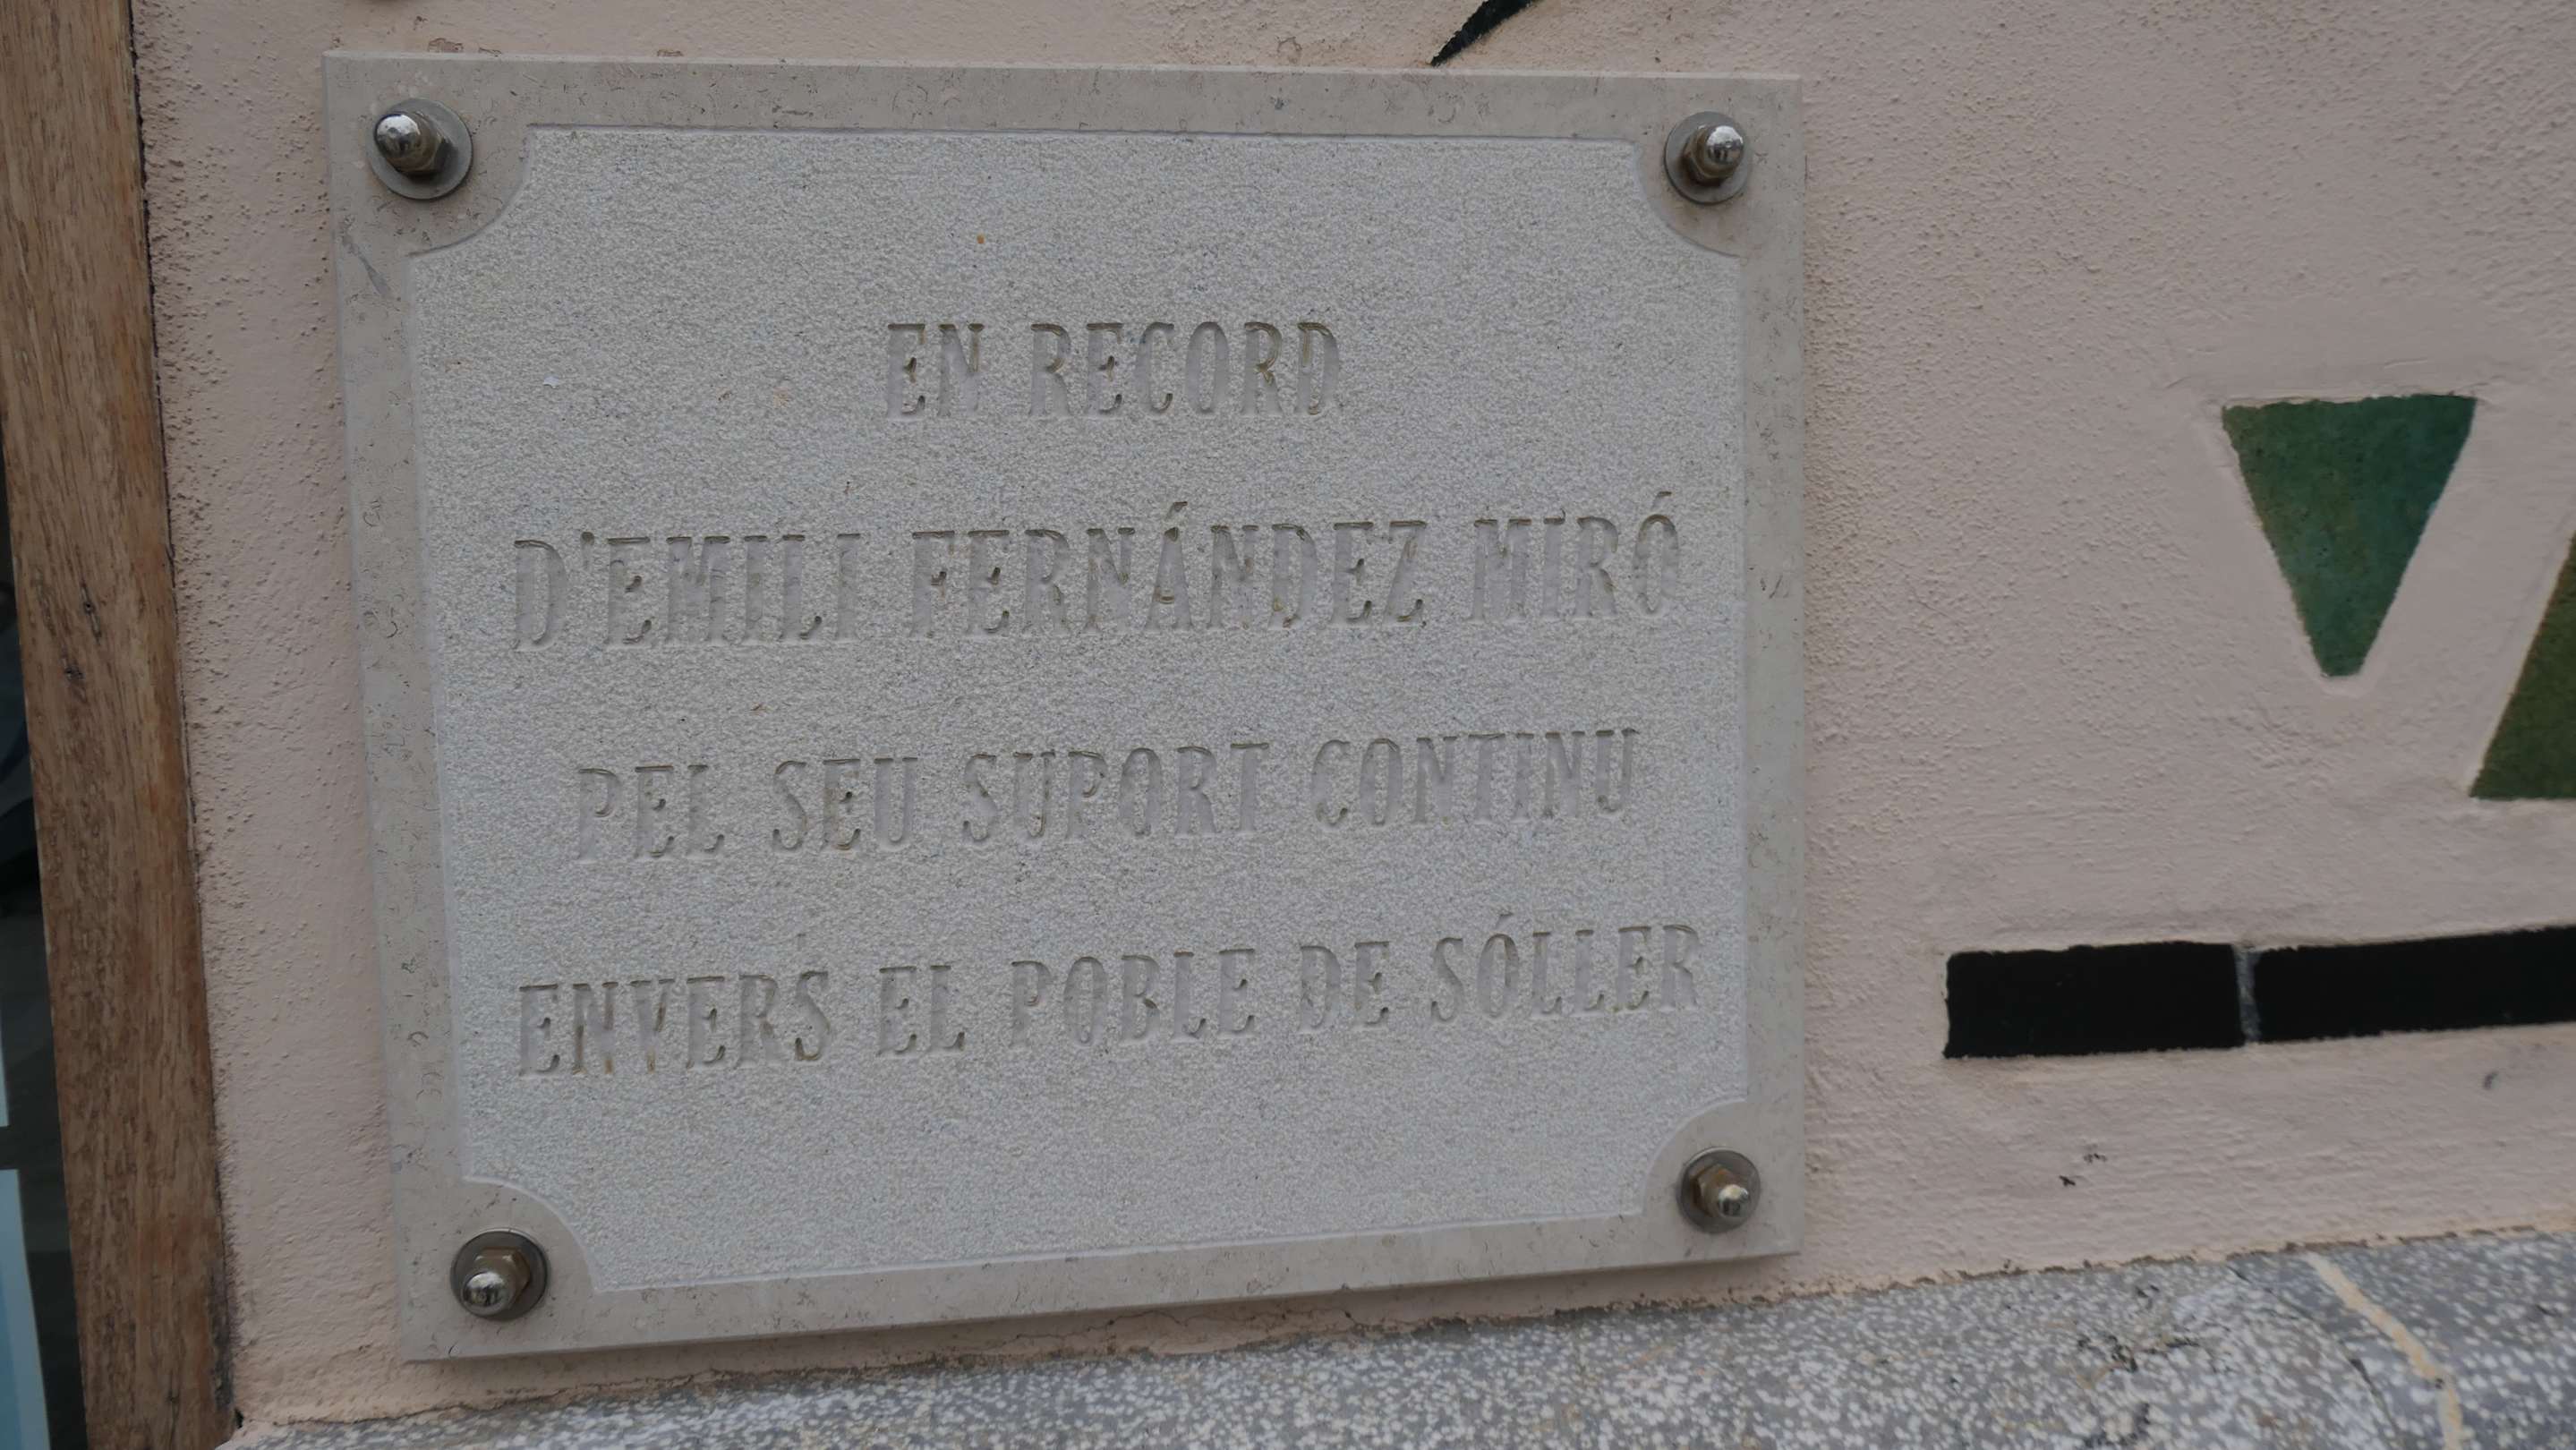 EN RECORD
D'EMILI FERNÁNDEZ MIRÓ
PEL SEU SUPORT CONTINU
ENVERS EL POBLE DE SÓLLER